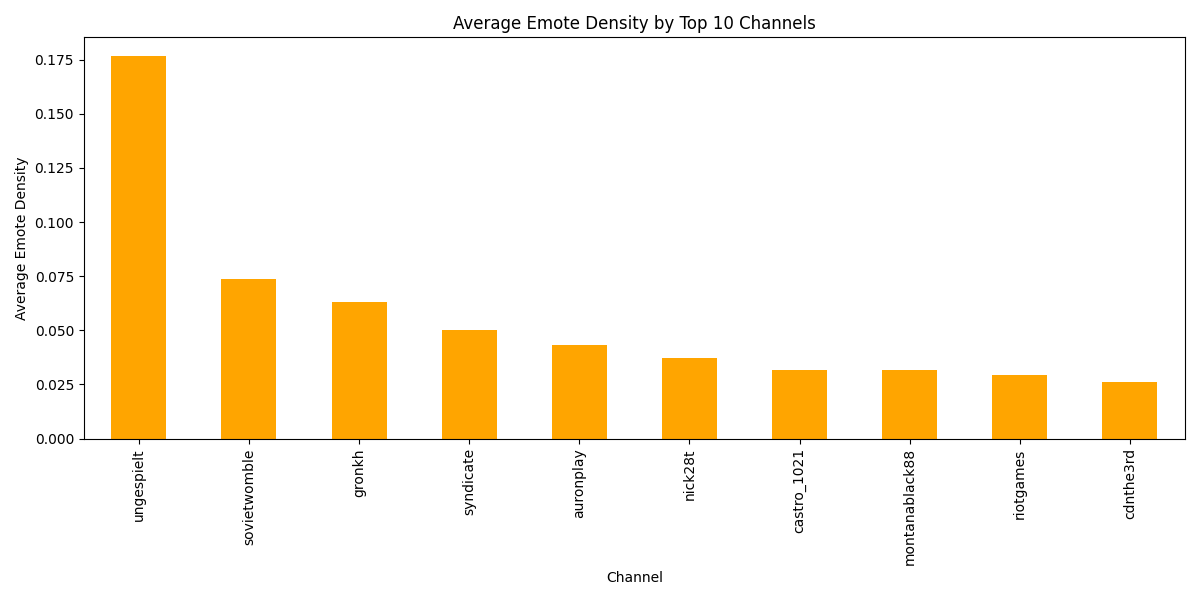 Average Emote Density by Top 10 Channels
Average Emote Density
0.175
0.150
0.125
0.100
0.075
0.050
0.025
0.000
ungespielt
sovietwomble
gronkh
syndicate
auronplay
nick28t
castro_1021
montanablack88
riotgames
cdnthe3rd
Channel